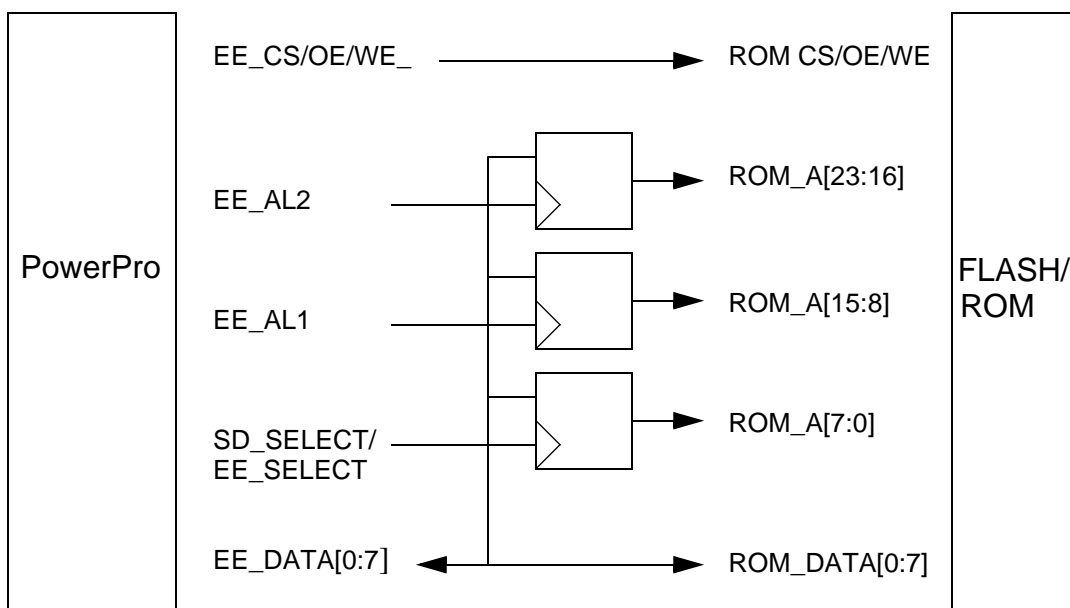 EE_CS/OE/WE_
ROM CS/OE/WE
EE_AL2
ROM_A[23:16]
PowerPro
FLASH/
ROM
EE_AL1
ROM_A[15:8]
SD_SELECT/
EE_SELECT
ROM_A[7:0]
EE_DATA[0:7]
ROM_DATA[0:7]